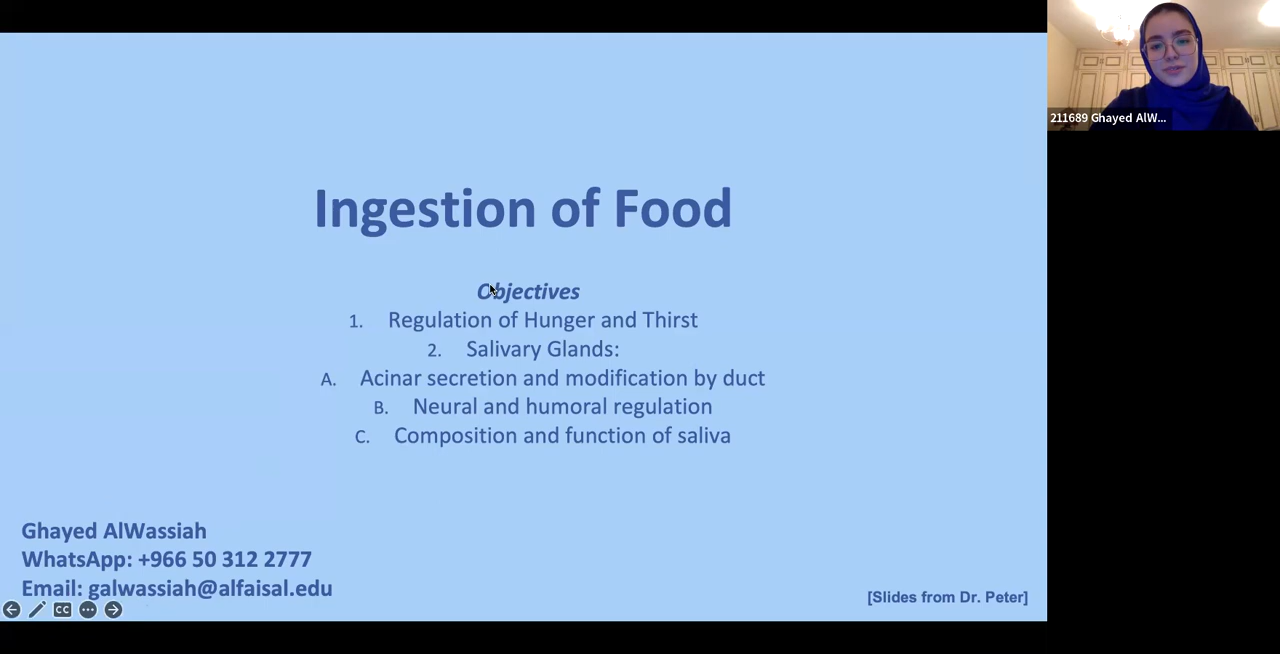 Ingestion of Food
Objectives
1. Regulation of Hunger and Thirst
2. Salivary Glands:
A. Acinar secretion and modification by duct
B. Neural and humoral regulation
C. Composition and function of saliva
Ghayed AlWassiah
WhatsApp: +966 50 312 2777
Email: galwassiah@alfaisal.edu
[Slides from Dr. Peter]
CC
211689 Ghayed AlW...